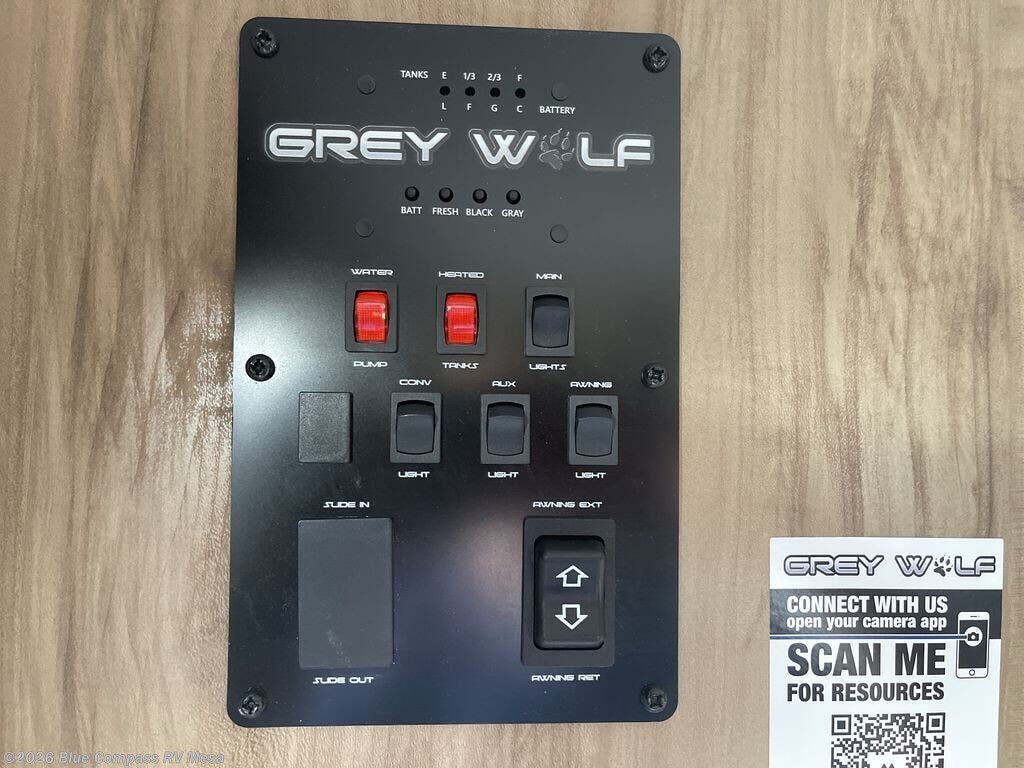 TANKS E 1/3 2/3 F
L F G C BATTERY
GREY WOLF
BATT FRESH BLACK GRAY
WATER HEATED MAIN
PUMP TANKS LIGHTS
CONV AUX AWNING
LIGHT LIGHT LIGHT
SLIDE IN AWNING EXT
SLIDE OUT AWNING RET
GREY WOLF
CONNECT WITH US
open your camera app
SCAN ME
FOR RESOURCES
©2026 Blue Compass RV Mesa